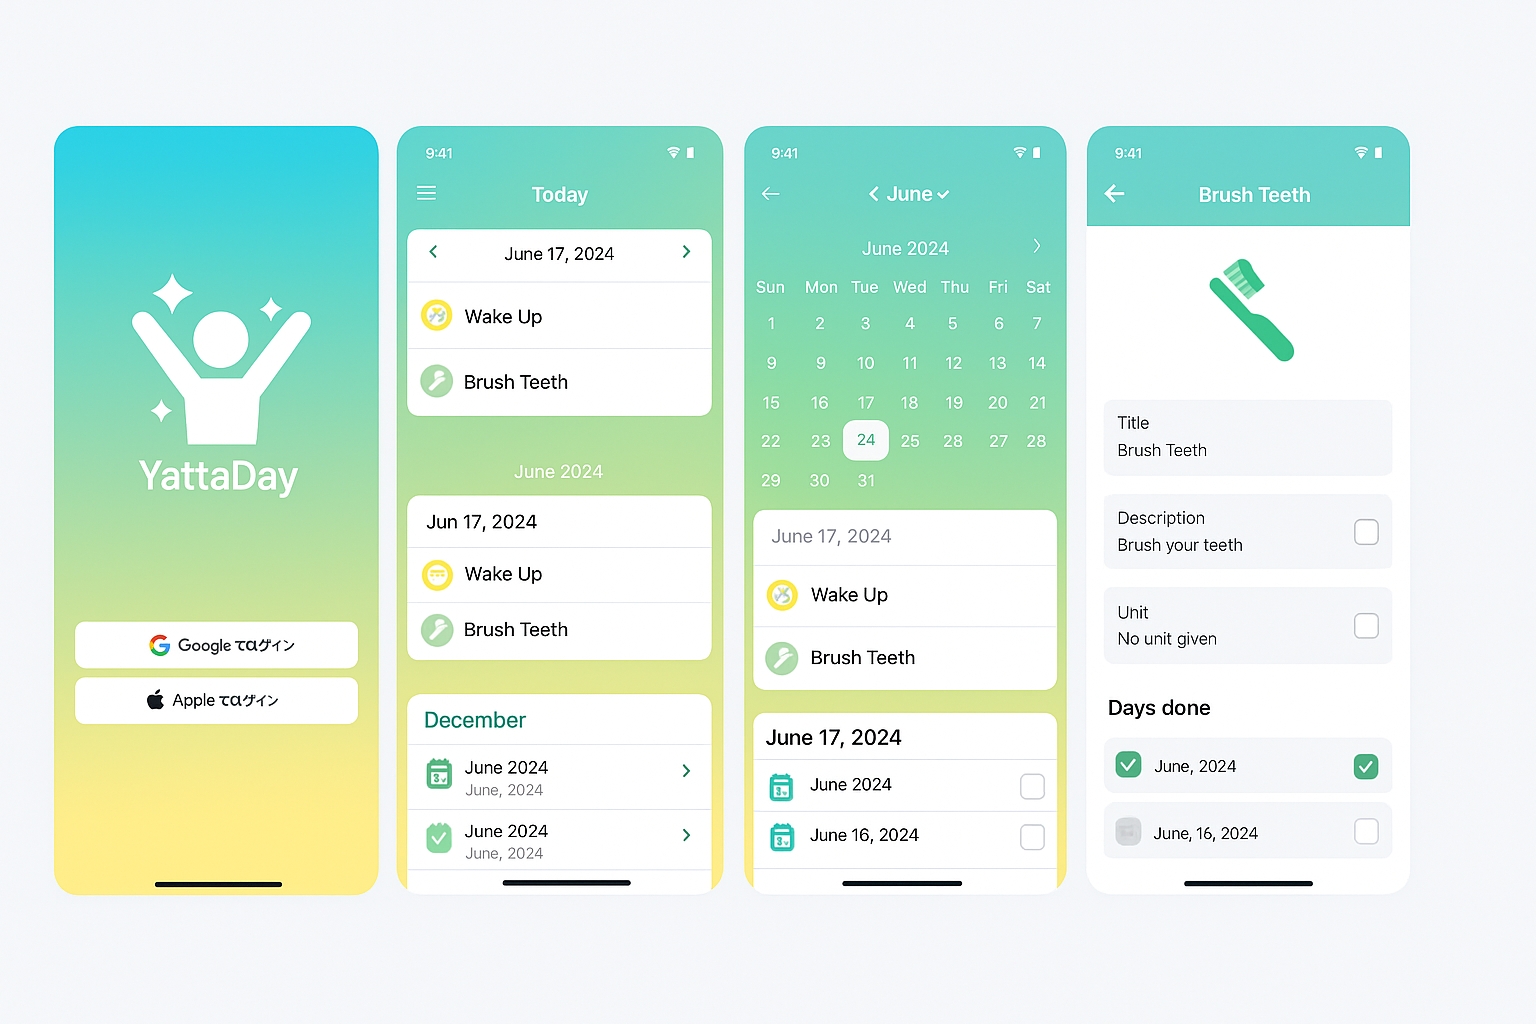 YattaDay
Google てαゲイン
Apple てαゲイン
9:41
Today
June 17, 2024
Wake Up
Brush Teeth
June 2024
Jun 17, 2024
Wake Up
Brush Teeth
December
June 2024
June, 2024
June 2024
June, 2024
9:41
June
June 2024
Sun Mon Tue Wed Thu Fri Sat
1 2 3 4 5 6 7
9 9 10 11 12 13 14
15 16 17 18 19 20 21
22 23 24 25 28 27 28
29 30 31
June 17, 2024
Wake Up
Brush Teeth
June 17, 2024
June 2024
June 16, 2024
9:41
Brush Teeth
Title
Brush Teeth
Description
Brush your teeth
Unit
No unit given
Days done
June, 2024
June, 16, 2024